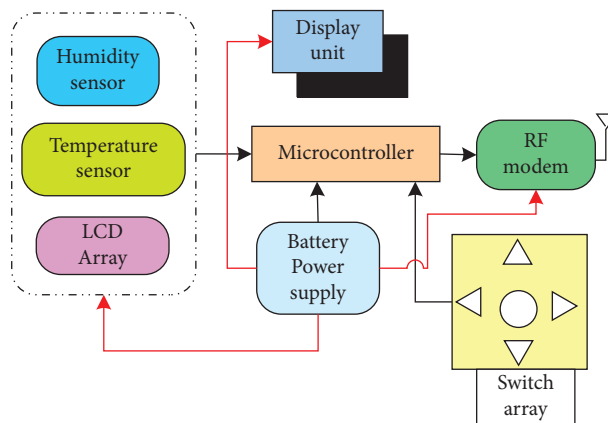 Humidity
sensor
Temperature
sensor
LCD
Array
Display
unit
Microcontroller
RF
modem
Battery
Power
supply
Switch
array